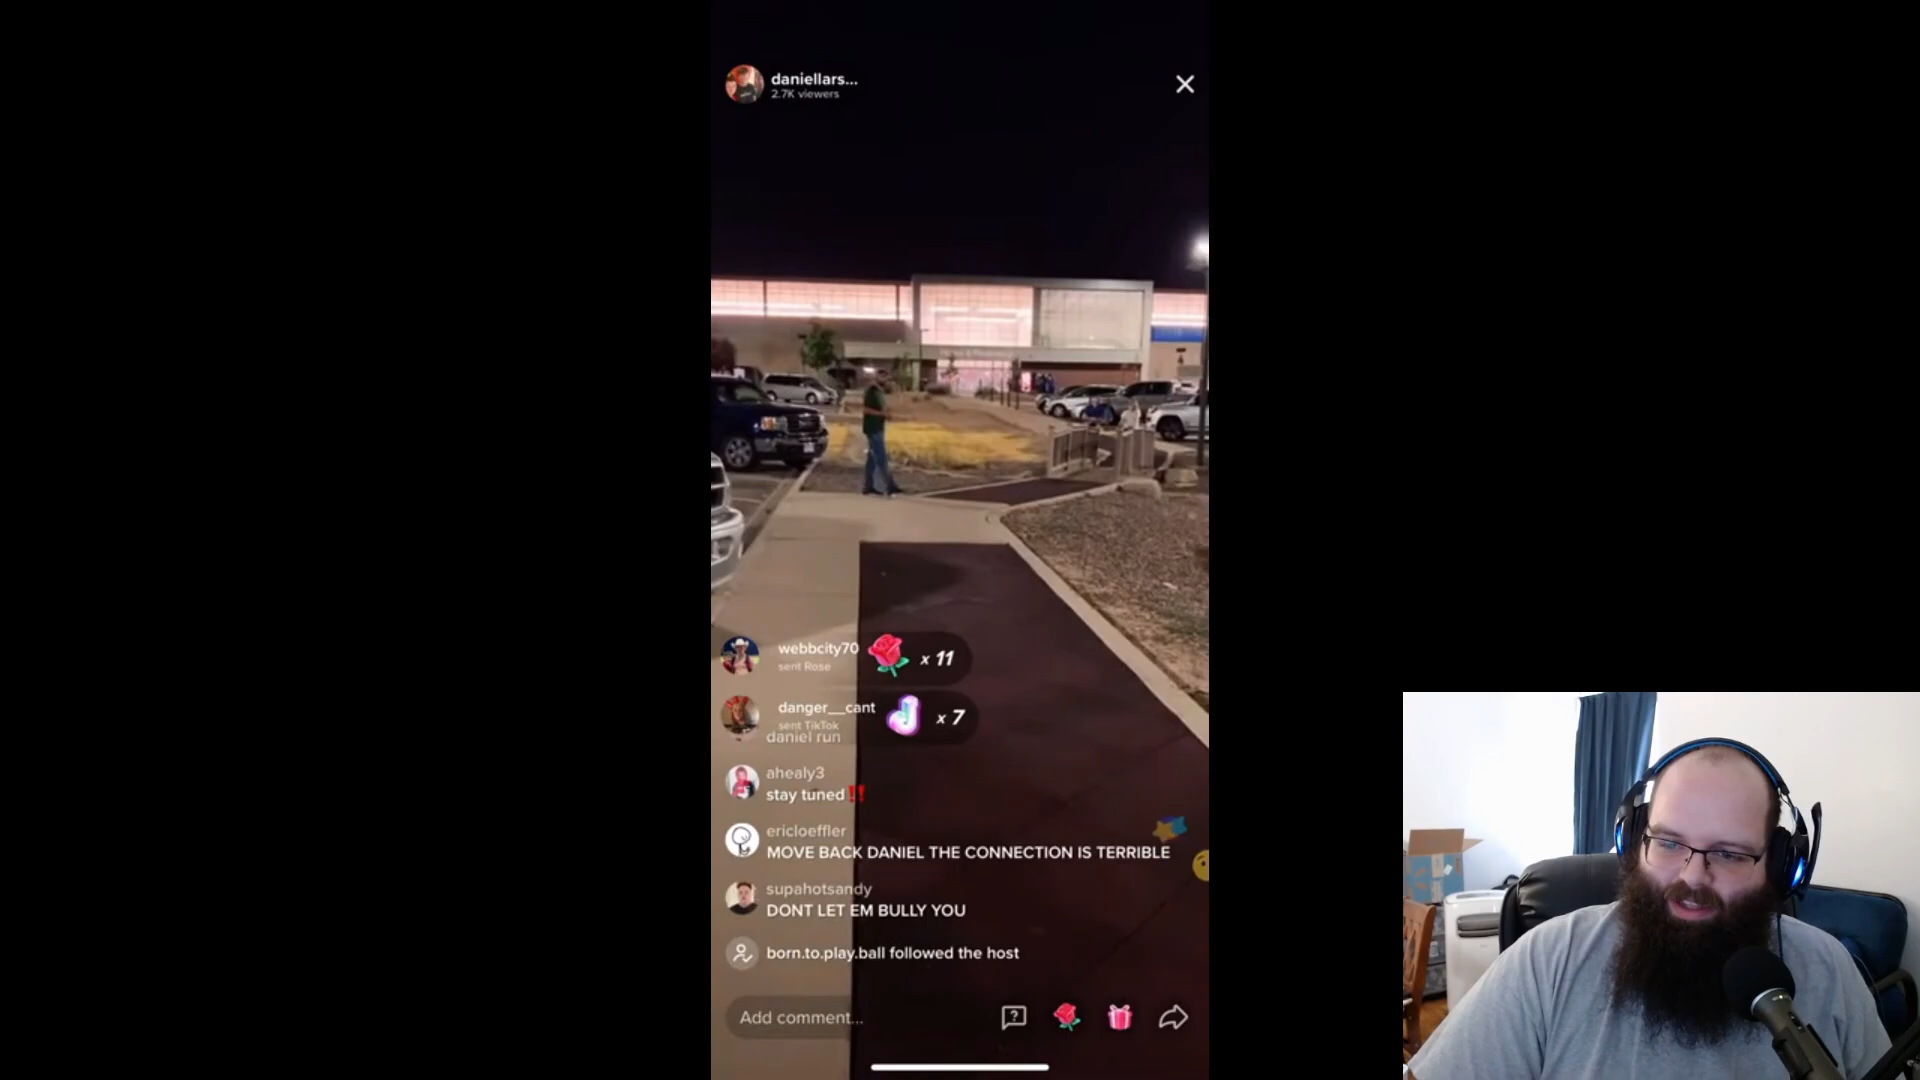 daniellars...
2.7K viewers
webbcity70
sent Rose
x 11
danger__cant
sent TikTok
x 7
daniel run
ahealy3
stay tuned‼️
ericloeffler
MOVE BACK DANIEL THE CONNECTION IS TERRIBLE
supahotsandy
DONT LET EM BULLY YOU
born.to.play.ball followed the host
Add comment...